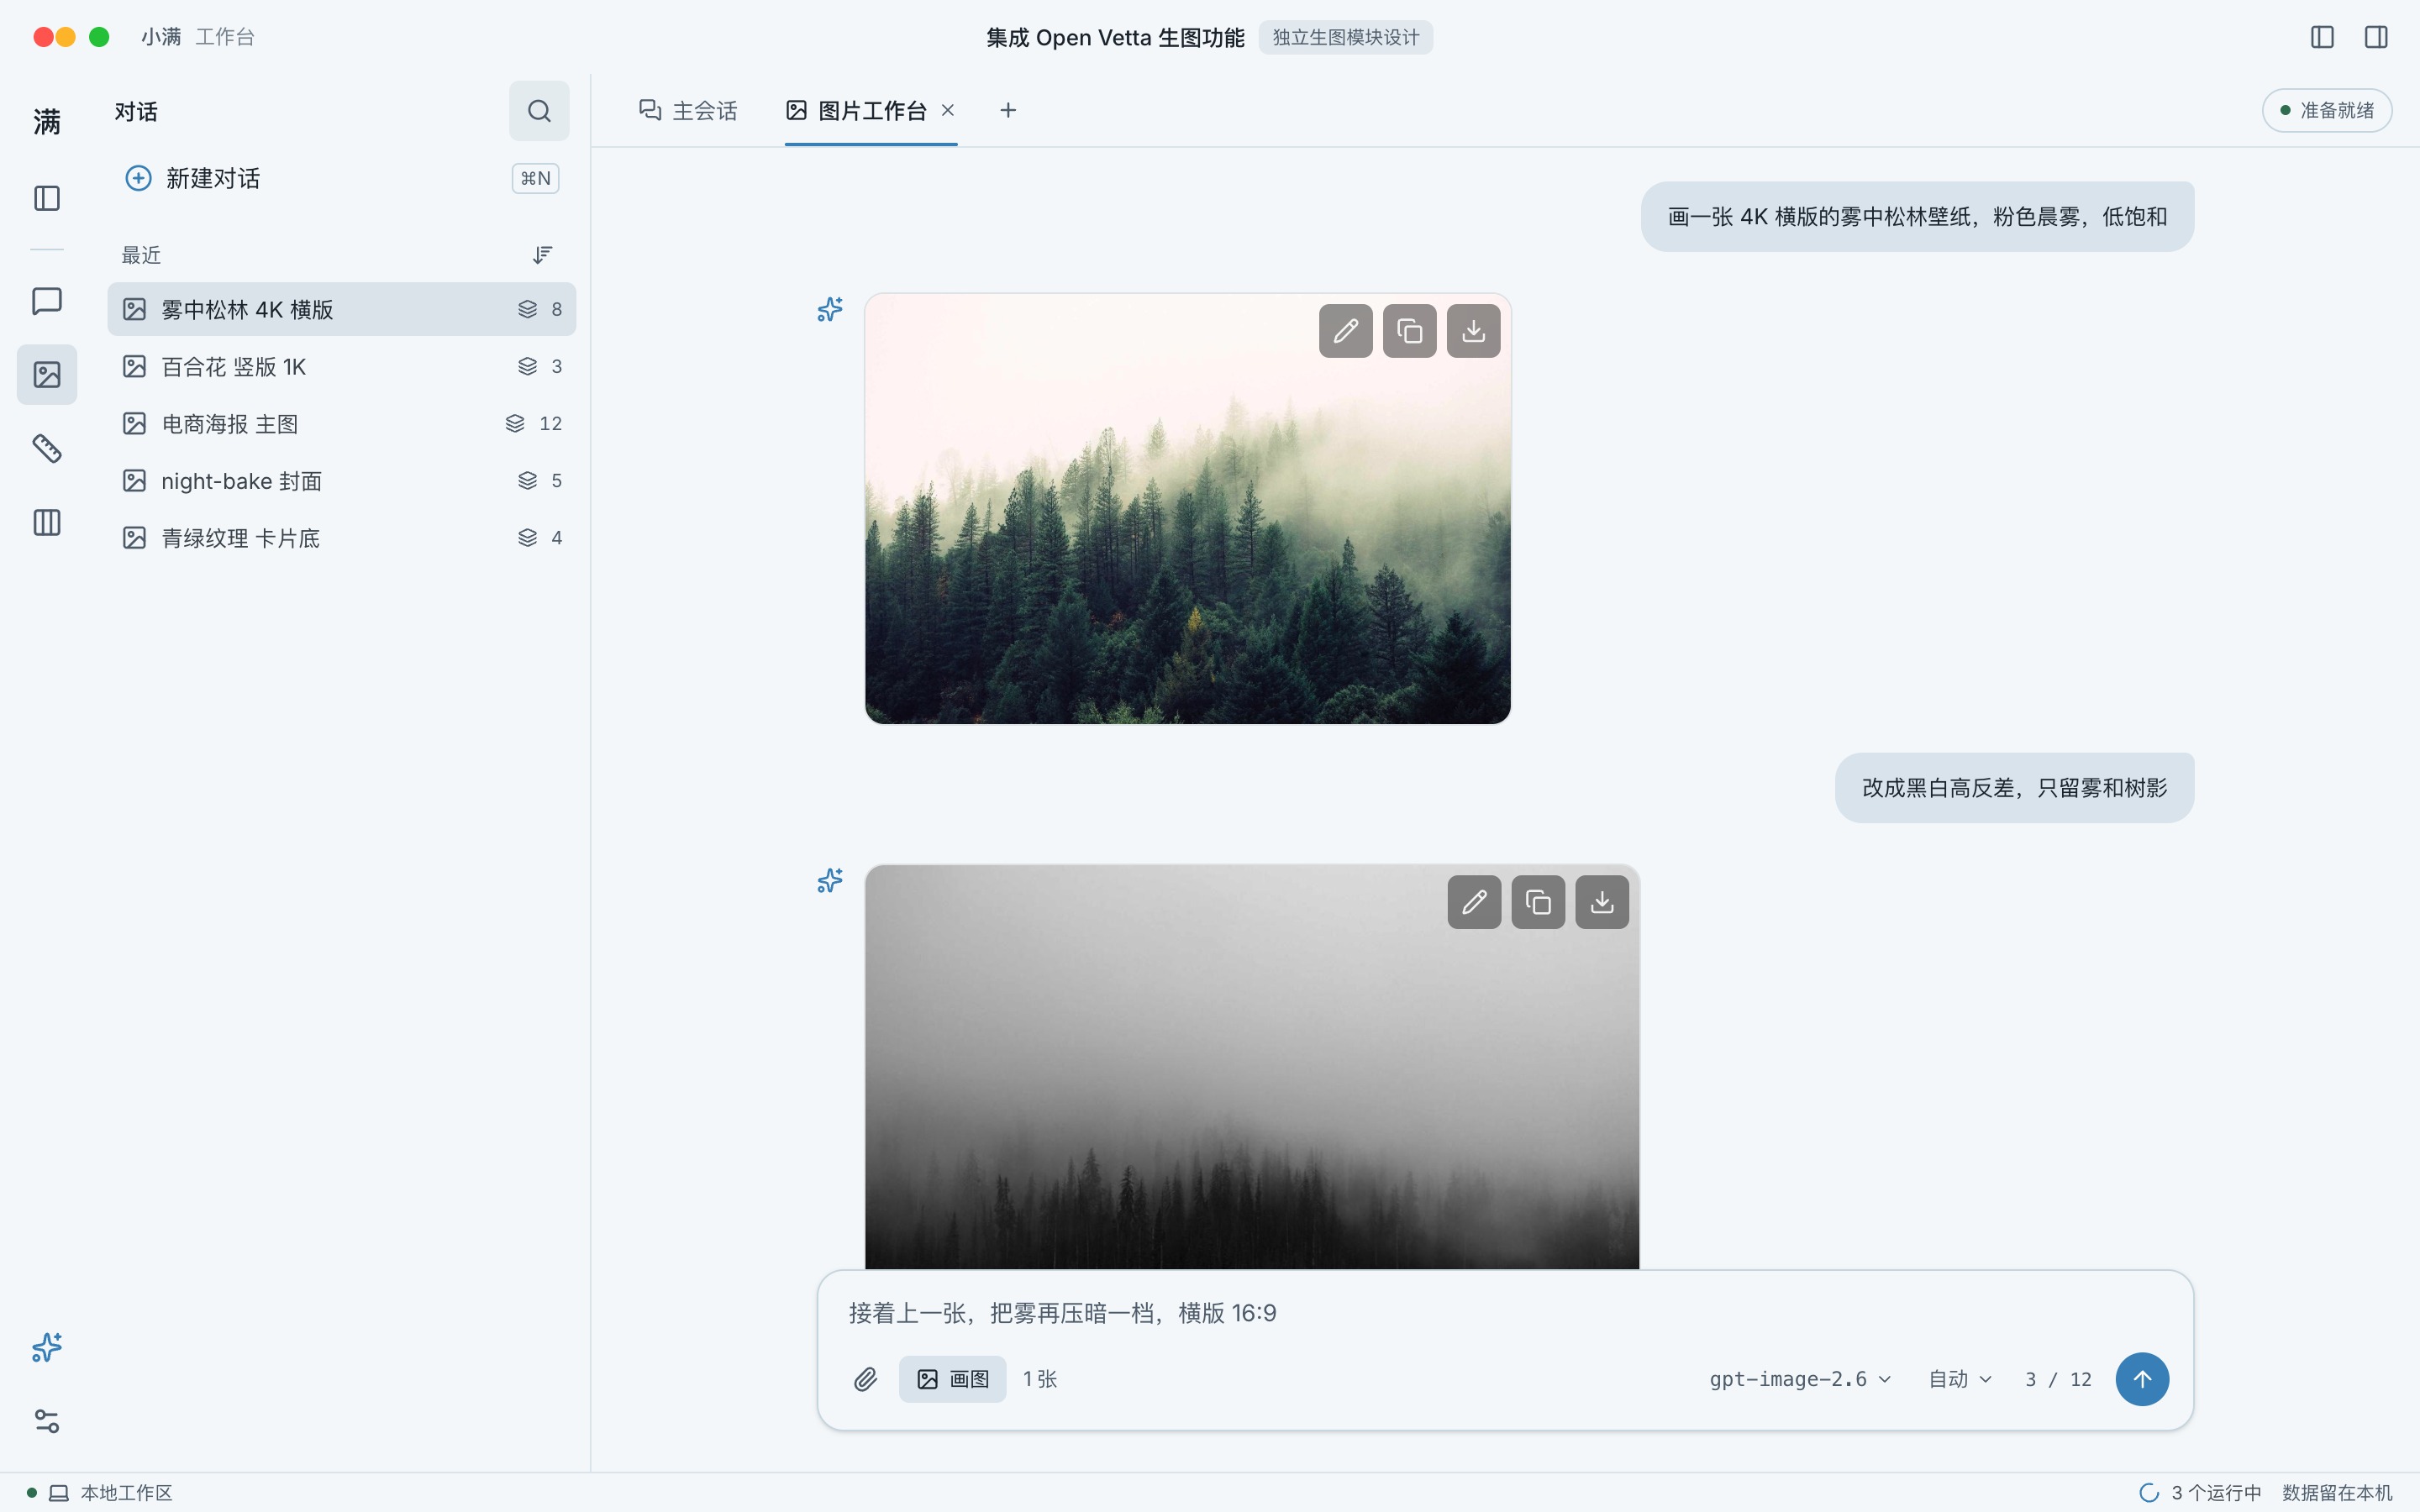 小满 工作台
集成 Open Vetta 生图功能 独立生图模块设计
满
对话
新建对话 ⌘N
最近
雾中松林 4K 横版 8
百合花 竖版 1K 3
电商海报 主图 12
night-bake 封面 5
青绿纹理 卡片底 4
主会话 图片工作台
准备就绪
画一张 4K 横版的雾中松林壁纸，粉色晨雾，低饱和
改成黑白高反差，只留雾和树影
接着上一张，把雾再压暗一档，横版 16:9
画图 1 张 gpt-image-2.6 自动 3 / 12
本地工作区
3 个运行中 数据留在本机